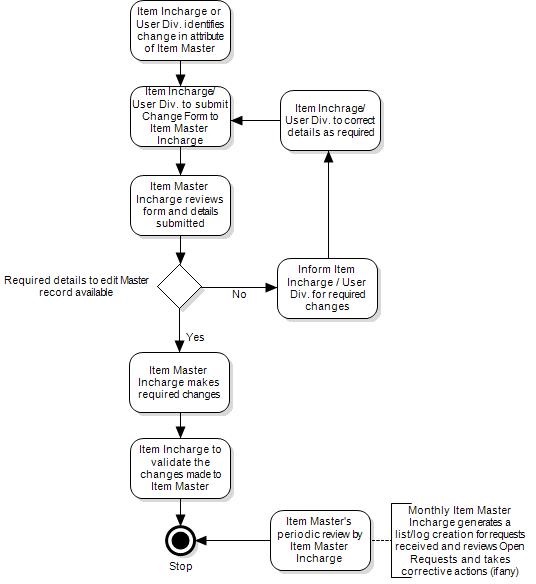 Item Incharge or
User Div. identifies
change in attribute
of Item Master
Item Incharge/
User Div. to submit
Change Form to
Item Master
Incharge
Item Inchrage/
User Div. to correct
details as required
Item Master
Incharge reviews
form and details
submitted
Required details to edit Master
record available
No
Inform Item
Incharge / User
Div. for required
changes
Yes
Item Master
Incharge makes
required changes
Item Incharge to
validate the
changes made to
Item Master
Stop
Item Master's
periodic review by
Item Master
Incharge
Monthly Item Master
Incharge generates a
list/log creation for requests
received and reviews Open
Requests and takes
corrective actions (if any)